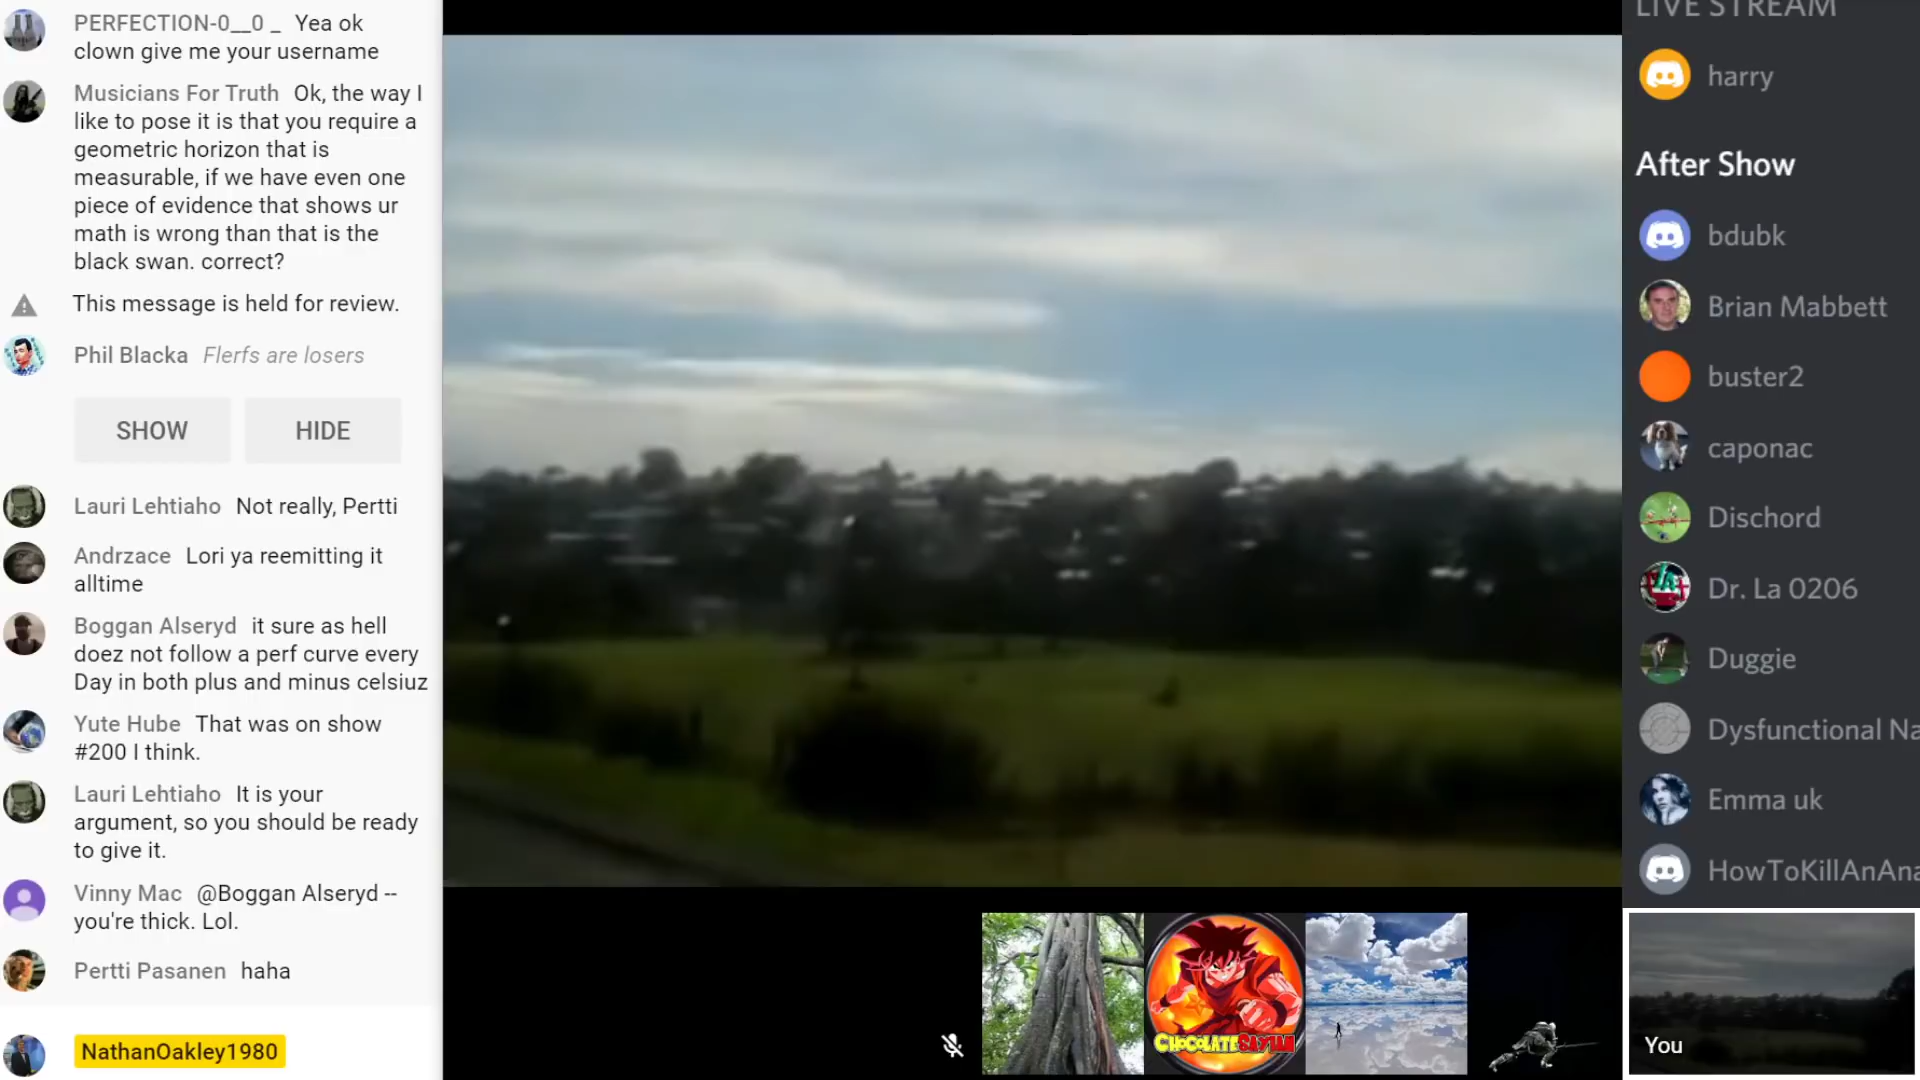 PERFECTION-0__0 _ Yea ok
clown give me your username
Musicians For Truth Ok, the way I
like to pose it is that you require a
geometric horizon that is
measurable, if we have even one
piece of evidence that shows ur
math is wrong than that is the
black swan. correct?
This message is held for review.
Phil Blacka Flerfs are losers
SHOW HIDE
Lauri Lehtiaho Not really, Pertti
Andrzace Lori ya reemitting it
alltime
Boggan Alseryd it sure as hell
doez not follow a perf curve every
Day in both plus and minus celsiuz
Yute Hube That was on show
#200 I think.
Lauri Lehtiaho It is your
argument, so you should be ready
to give it.
Vinny Mac @Boggan Alseryd --
you're thick. Lol.
Pertti Pasanen haha
NathanOakley1980
CHOCOLATE SAYIAN
LIVE STREAM
harry
After Show
bdubk
Brian Mabbett
buster2
caponac
Dischord
Dr. La 0206
Duggie
Dysfunctional Na
Emma uk
HowToKillAnAna
You